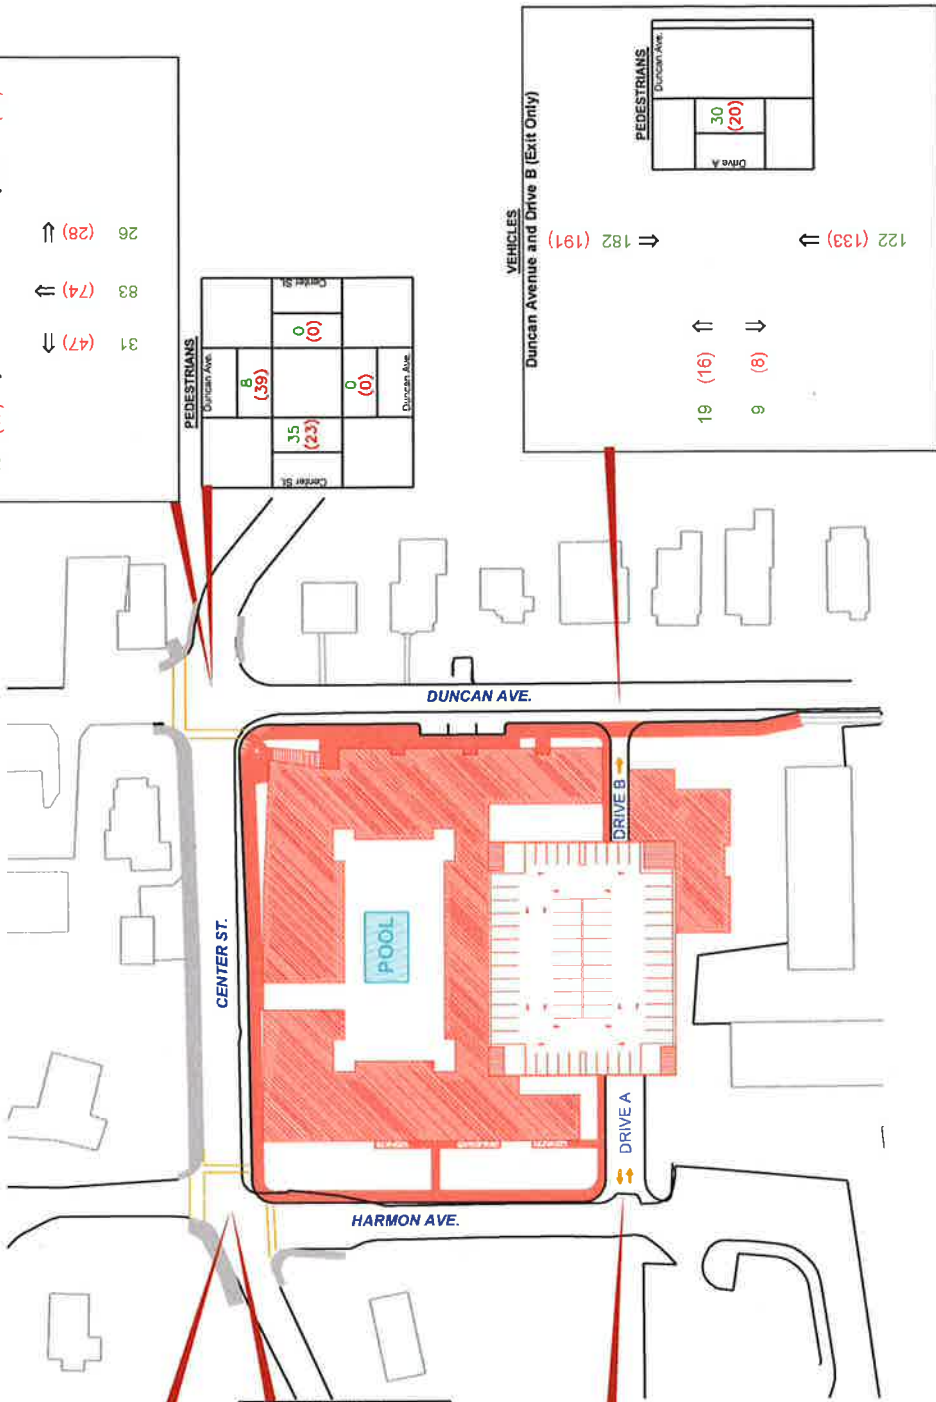 (28) 26
(74) 83
(47) 31
PEDESTRIANS
Duncan Ave.
Center St.
8
(39)
0
(0)
35
(23)
0
(0)
Center St.
Duncan Ave.
VEHICLES
Duncan Avenue and Drive B (Exit Only)
182 (191)
122 (133)
19 (16)
9 (8)
PEDESTRIANS
Duncan Ave.
30
(20)
Drive A
DUNCAN AVE.
DRIVE B
CENTER ST.
POOL
DRIVE A
HARMON AVE.